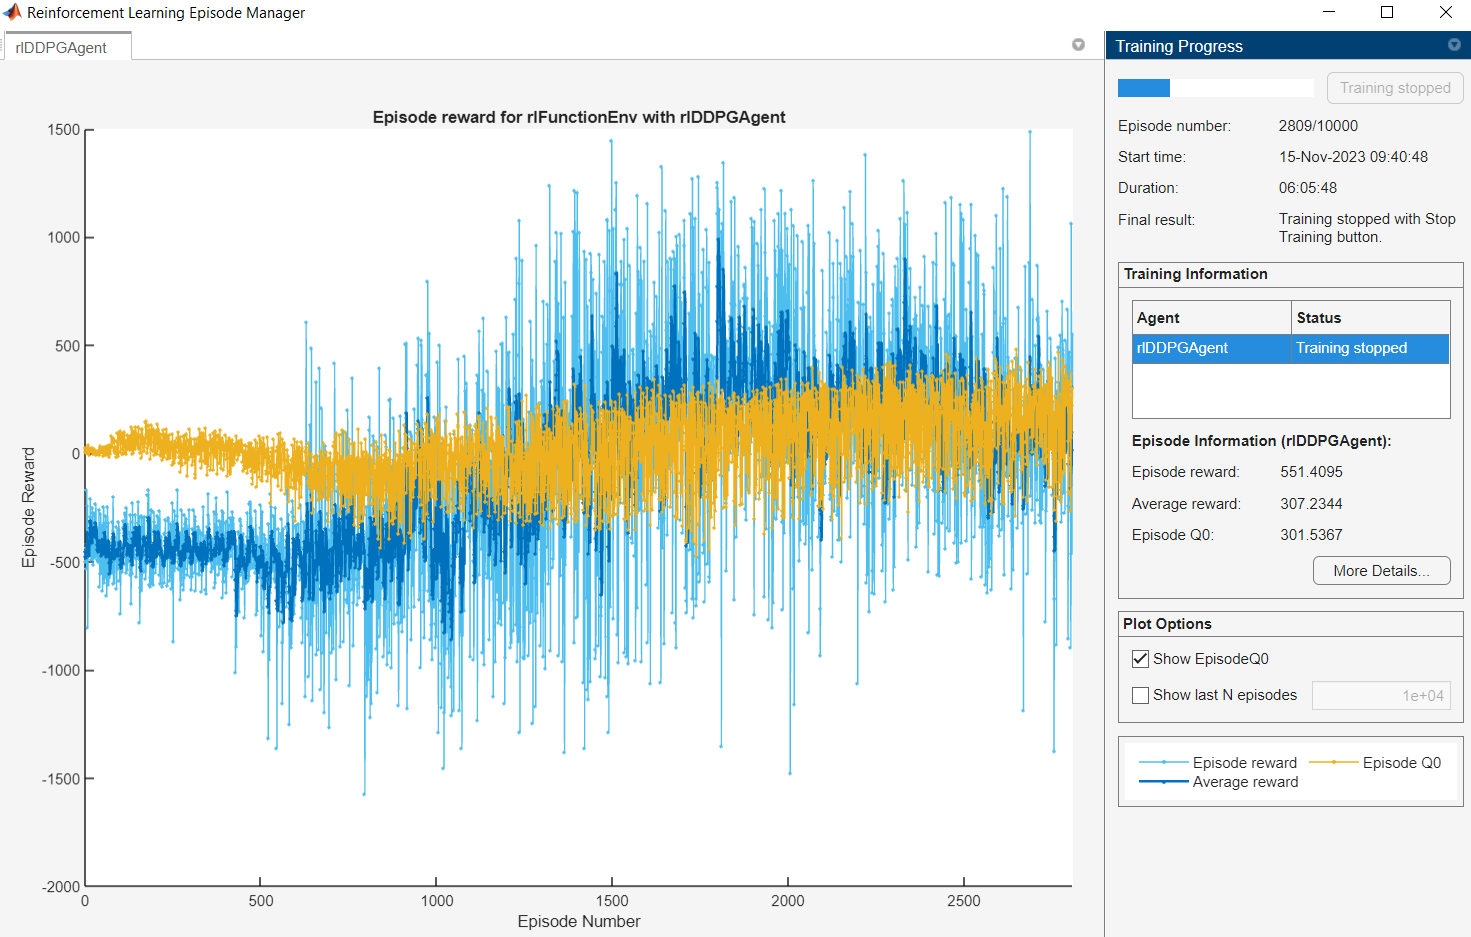 Reinforcement Learning Episode Manager
rlDDPGAgent
Episode reward for rlFunctionEnv with rlDDPGAgent
1500
1000
500
0
-500
-1000
-1500
-2000
Episode Reward
0 500 1000 1500 2000 2500
Episode Number
Training Progress
Training stopped
Episode number: 2809/10000
Start time: 15-Nov-2023 09:40:48
Duration: 06:05:48
Final result: Training stopped with Stop
Training button.
Training Information
Agent Status
rlDDPGAgent Training stopped
Episode Information (rlDDPGAgent):
Episode reward: 551.4095
Average reward: 307.2344
Episode Q0: 301.5367
More Details...
Plot Options
Show EpisodeQ0
Show last N episodes 1e+04
Episode reward Episode Q0
Average reward